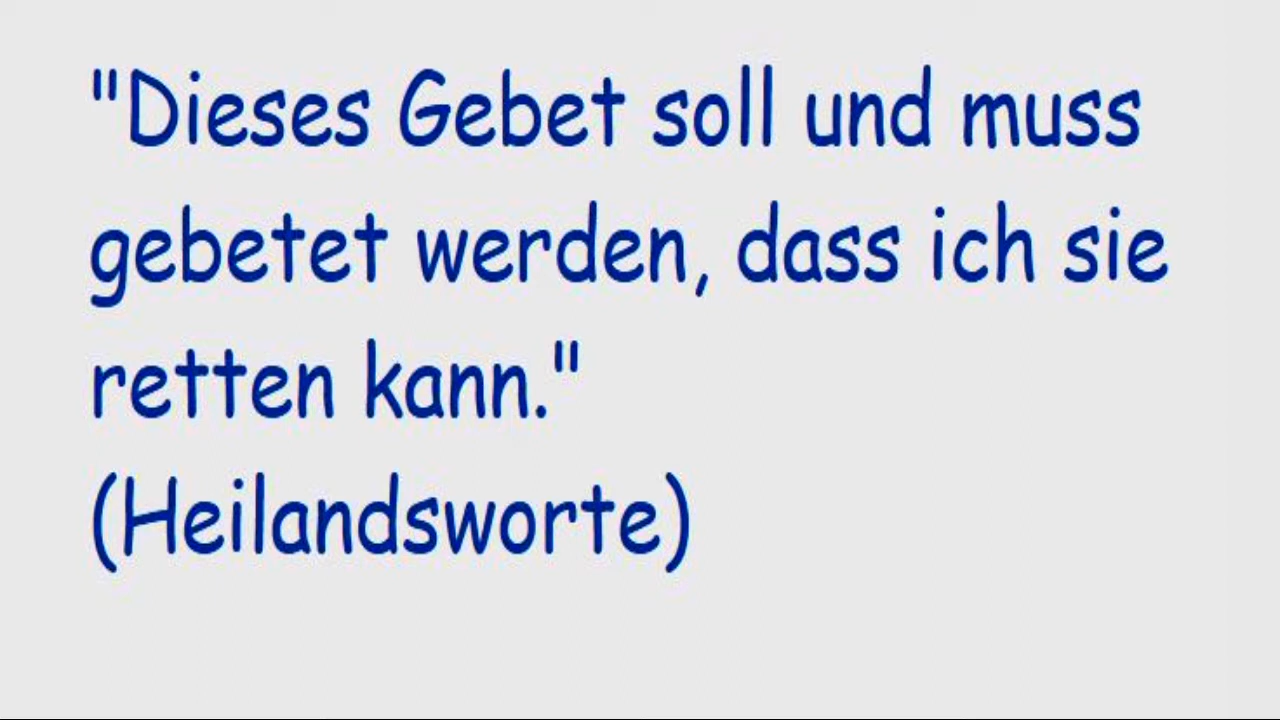 "Dieses Gebet soll und muss
gebetet werden, dass ich sie
retten kann."
(Heilandsworte)